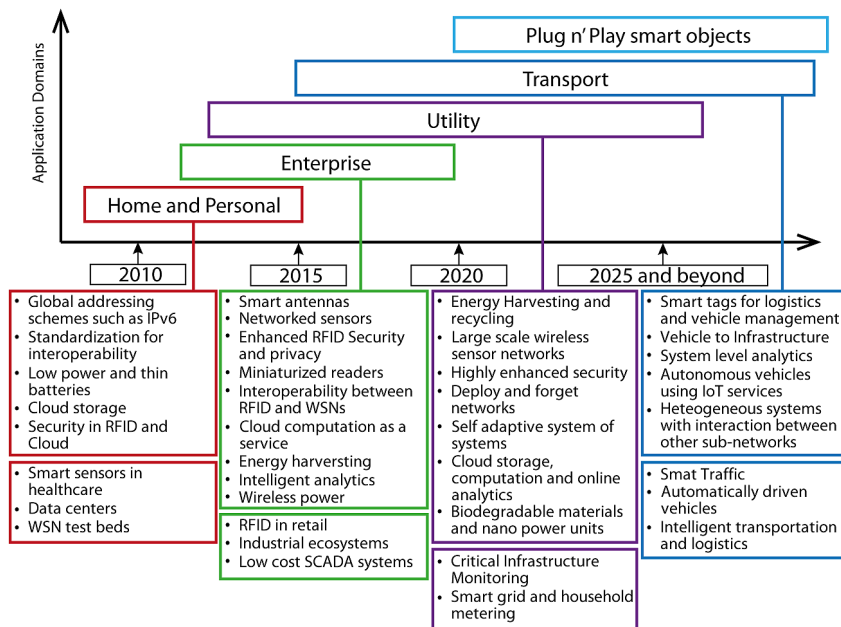 Application Domains
Plug n' Play smart objects
Transport
Utility
Enterprise
Home and Personal
2010
2015
2020
2025 and beyond
• Global addressing
schemes such as IPv6
• Standardization for
interoperability
• Low power and thin
batteries
• Cloud storage
• Security in RFID and
Cloud
• Smart sensors in
healthcare
• Data centers
• WSN test beds
• Smart antennas
• Networked sensors
• Enhanced RFID Security
and privacy
• Miniaturized readers
• Interoperability between
RFID and WSNs
• Cloud computation as a
service
• Energy harversting
• Intelligent analytics
• Wireless power
• RFID in retail
• Industrial ecosystems
• Low cost SCADA systems
• Energy Harvesting and
recycling
• Large scale wireless
sensor networks
• Highly enhanced security
• Deploy and forget
networks
• Self adaptive system of
systems
• Cloud storage,
computation and online
analytics
• Biodegradable materials
and nano power units
• Critical Infrastructure
Monitoring
• Smart grid and household
metering
• Smart tags for logistics
and vehicle management
• Vehicle to Infrastructure
• System level analytics
• Autonomous vehicles
using IoT services
• Heteogeneous systems
with interaction between
other sub-networks
• Smat Traffic
• Automatically driven
vehicles
• Intelligent transportation
and logistics